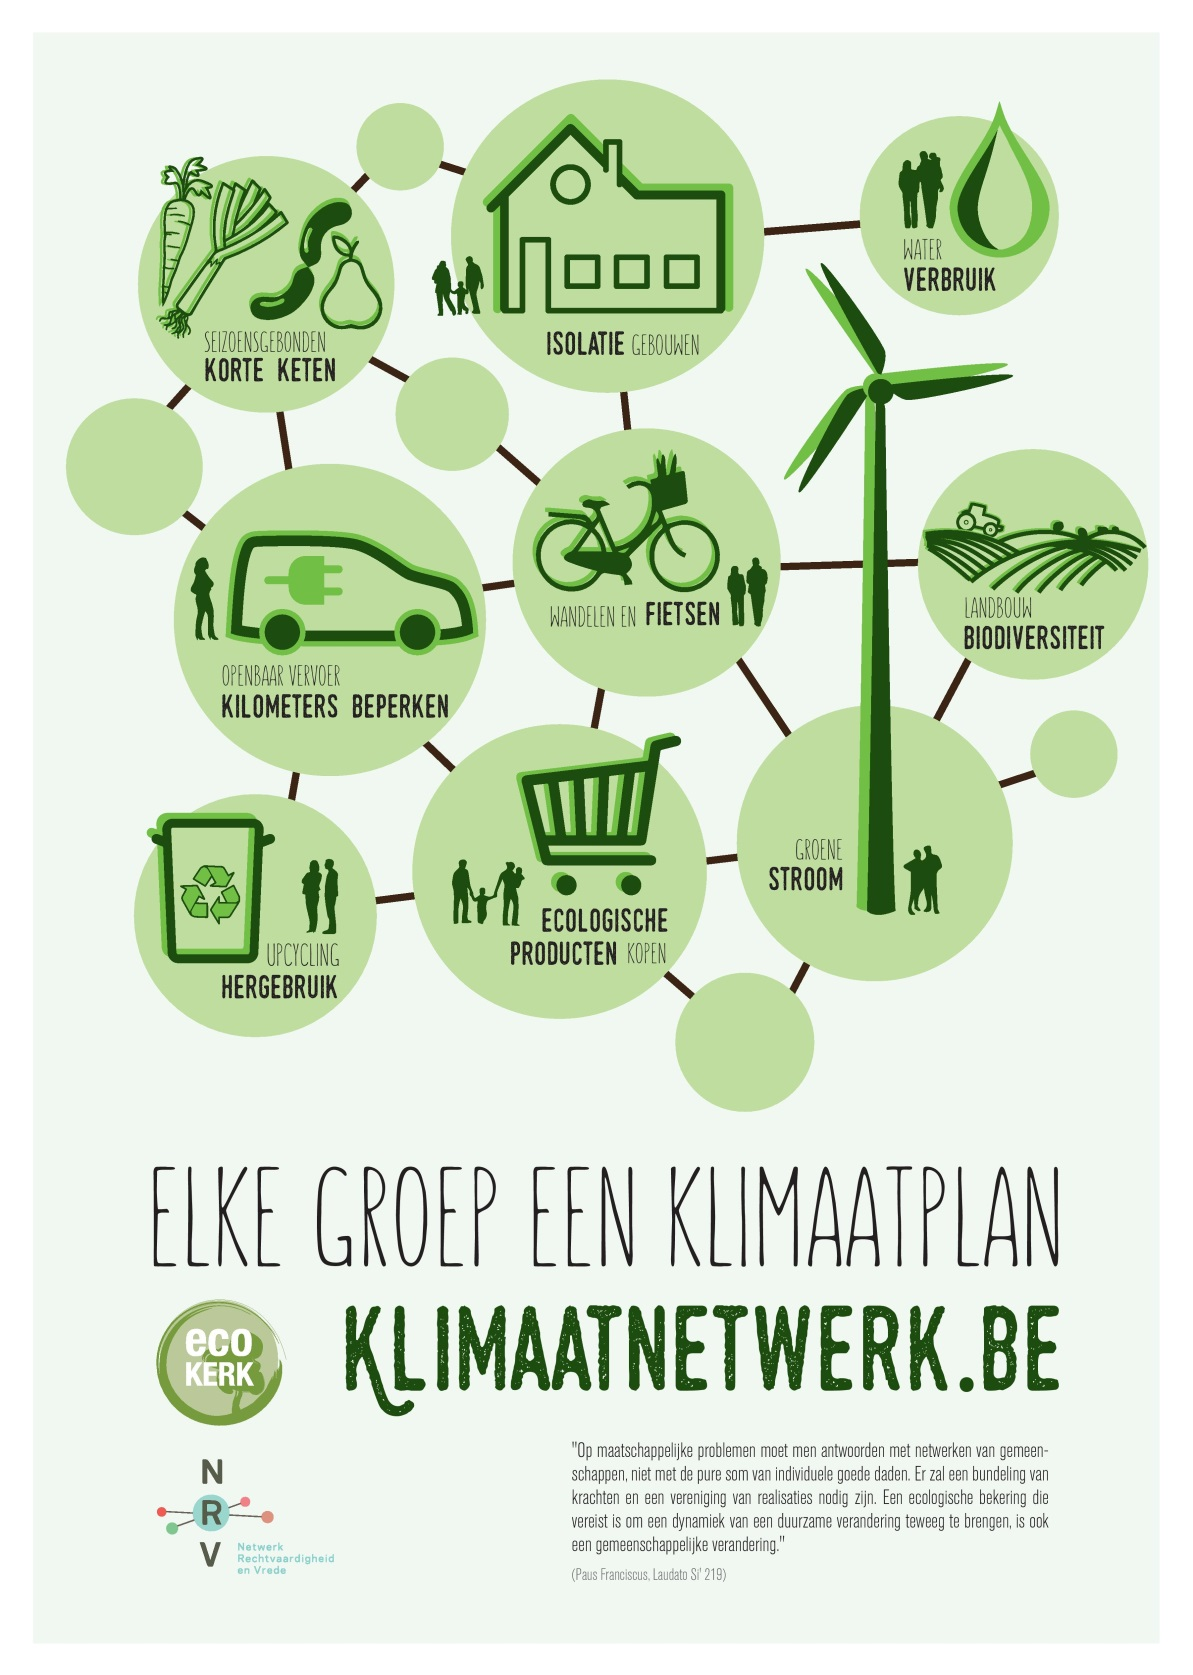 WATER
VERBRUIK
SEIZOENSGEBONDEN
KORTE KETEN
ISOLATIE GEBOUWEN
WANDELEN EN FIETSEN
LANDBOUW
BIODIVERSITEIT
OPENBAAR VERVOER
KILOMETERS BEPERKEN
GROENE
STROOM
ECOLOGISCHE
PRODUCTEN KOPEN
UPCYCLING
HERGEBRUIK
ELKE GROEP EEN KLIMAATPLAN
KLIMAATNETWERK.BE
eco
KERK
N
R
V
Netwerk
Rechtvaardigheid
en Vrede
"Op maatschappelijke problemen moet men antwoorden met netwerken van gemeen-
schappen, niet met de pure som van individuele goede daden. Er zal een bundeling van
krachten en een vereniging van realisaties nodig zijn. Een ecologische bekering die
vereist is om een dynamiek van een duurzame verandering teweeg te brengen, is ook
een gemeenschappelijke verandering."
(Paus Franciscus, Laudato Si' 219)